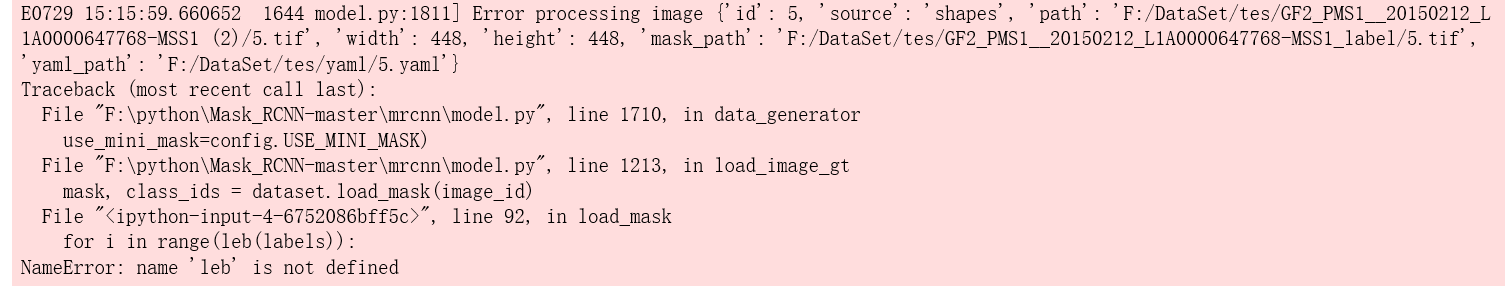 E0729 15:15:59.660652  1644 model.py:1811] Error processing image {'id': 5, 'source': 'shapes', 'path': 'F:/DataSet/tes/GF2_PMS1__20150212_L
1A0000647768-MSS1 (2)/5.tif', 'width': 448, 'height': 448, 'mask_path': 'F:/DataSet/tes/GF2_PMS1__20150212_L1A0000647768-MSS1_label/5.tif',
'yaml_path': 'F:/DataSet/tes/yaml/5.yaml'}
Traceback (most recent call last):
  File "F:\python\Mask_RCNN-master\mrcnn\model.py", line 1710, in data_generator
    use_mini_mask=config.USE_MINI_MASK)
  File "F:\python\Mask_RCNN-master\mrcnn\model.py", line 1213, in load_image_gt
    mask, class_ids = dataset.load_mask(image_id)
  File "<ipython-input-4-6752086bff5c>", line 92, in load_mask
    for i in range(leb(labels)):
NameError: name 'leb' is not defined